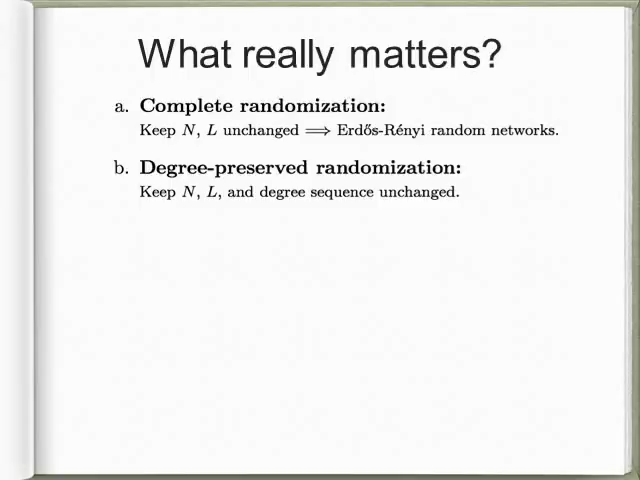 What really matters?
a. Complete randomization:
Keep N, L unchanged ⟹ Erdős-Rényi random networks.
b. Degree-preserved randomization:
Keep N, L, and degree sequence unchanged.